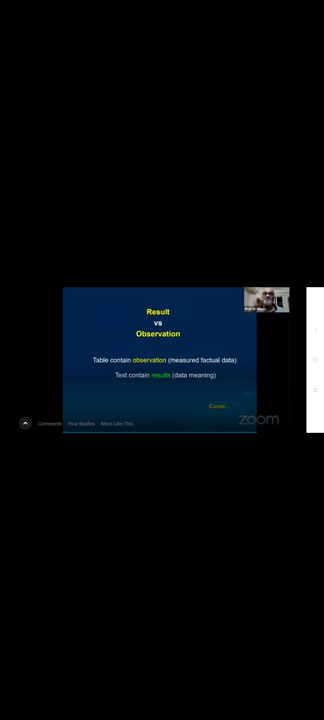 Result
vs
Observation
Table contain observation (measured factual data)
Text contain results (data meaning)
Contd...
zoom
Comments Your Replies More Like This